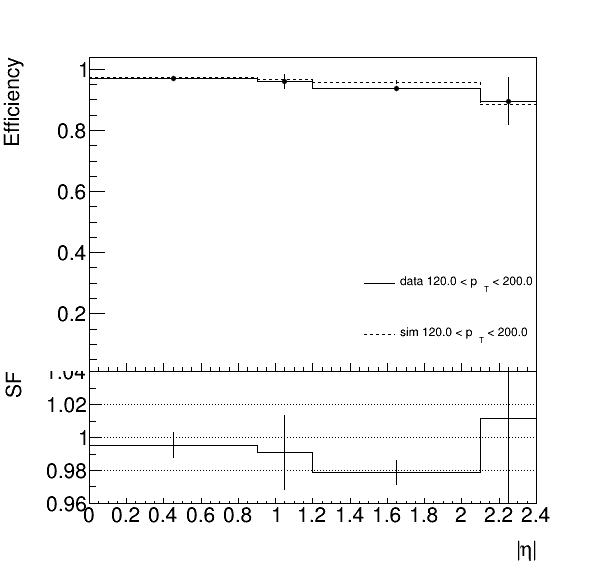 Efficiency
1
0.8
0.6
0.4
0.2
data 120.0 < p T < 200.0
sim 120.0 < p T < 200.0
SF
1.04
1.02
1
0.98
0.96
0 0.2 0.4 0.6 0.8 1 1.2 1.4 1.6 1.8 2 2.2 2.4
|η|